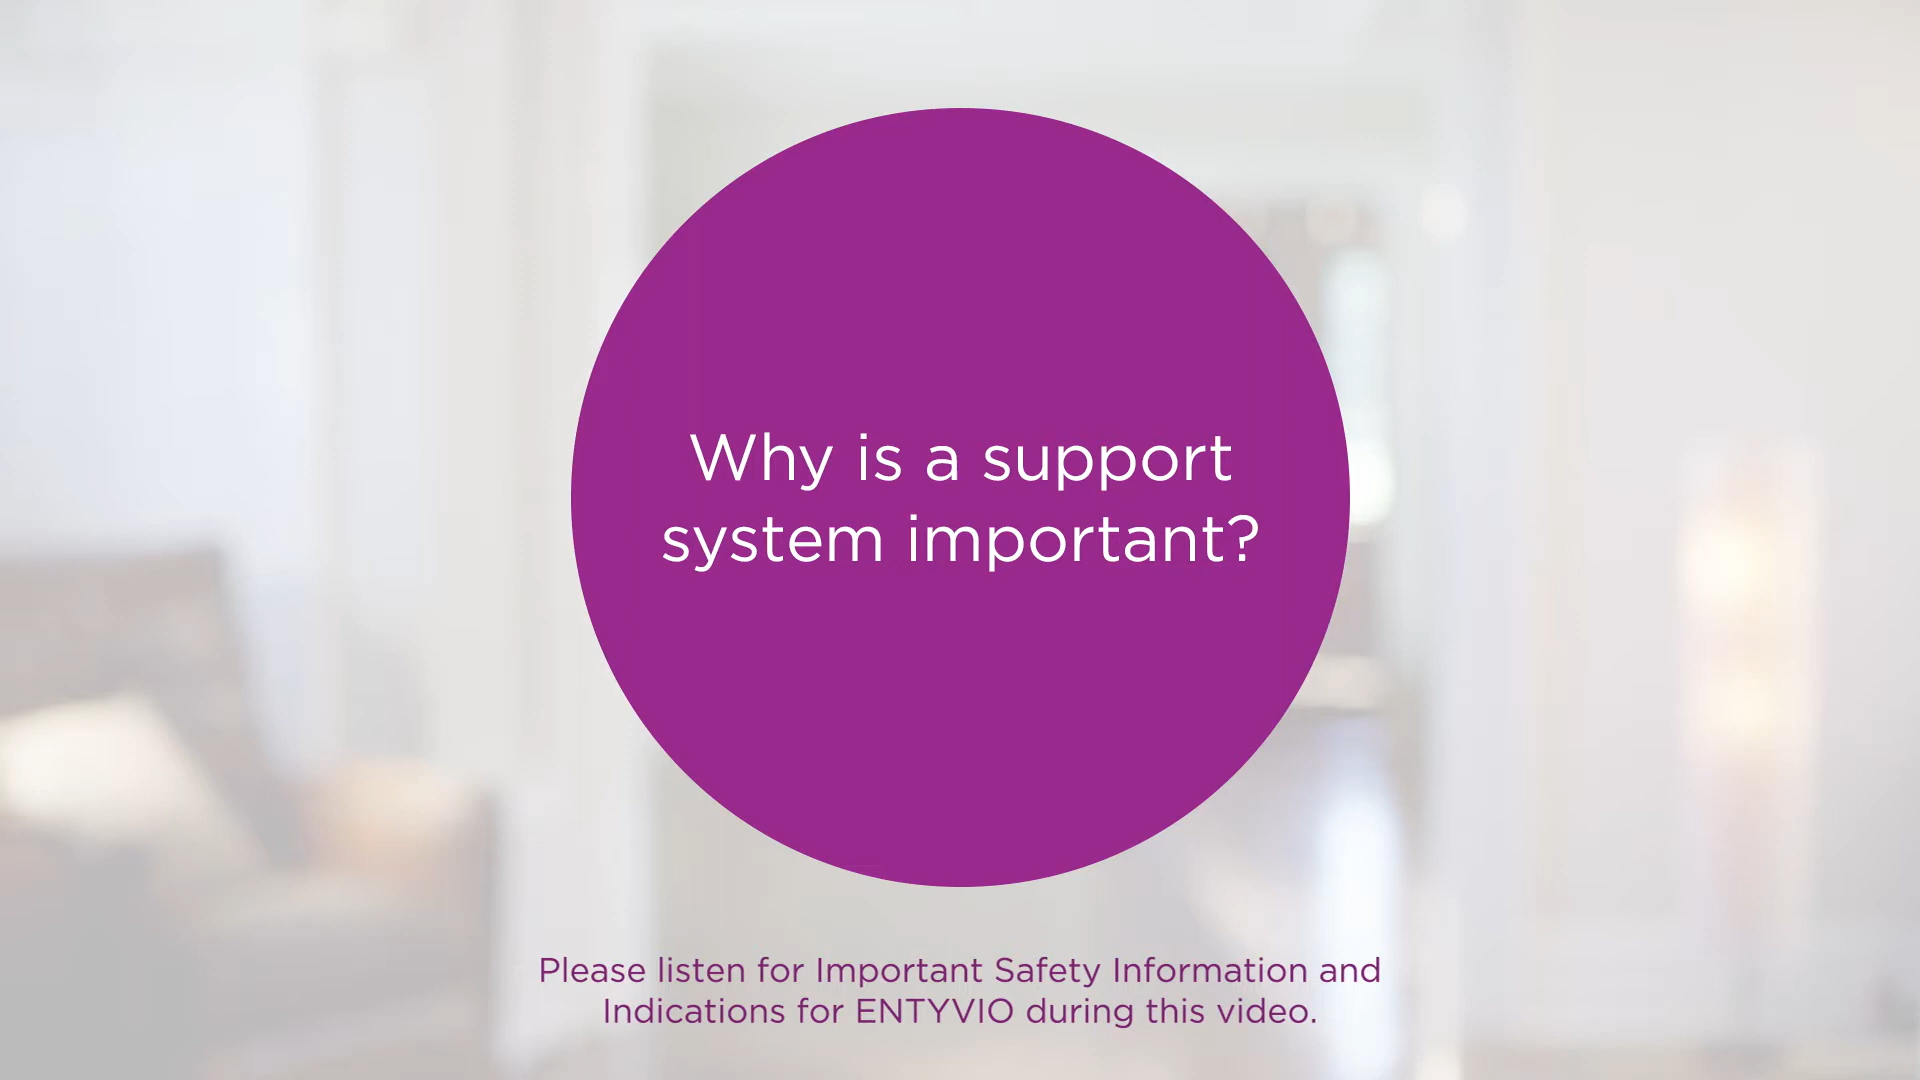 Why is a support
system important?
Please listen for Important Safety Information and
Indications for ENTYVIO during this video.